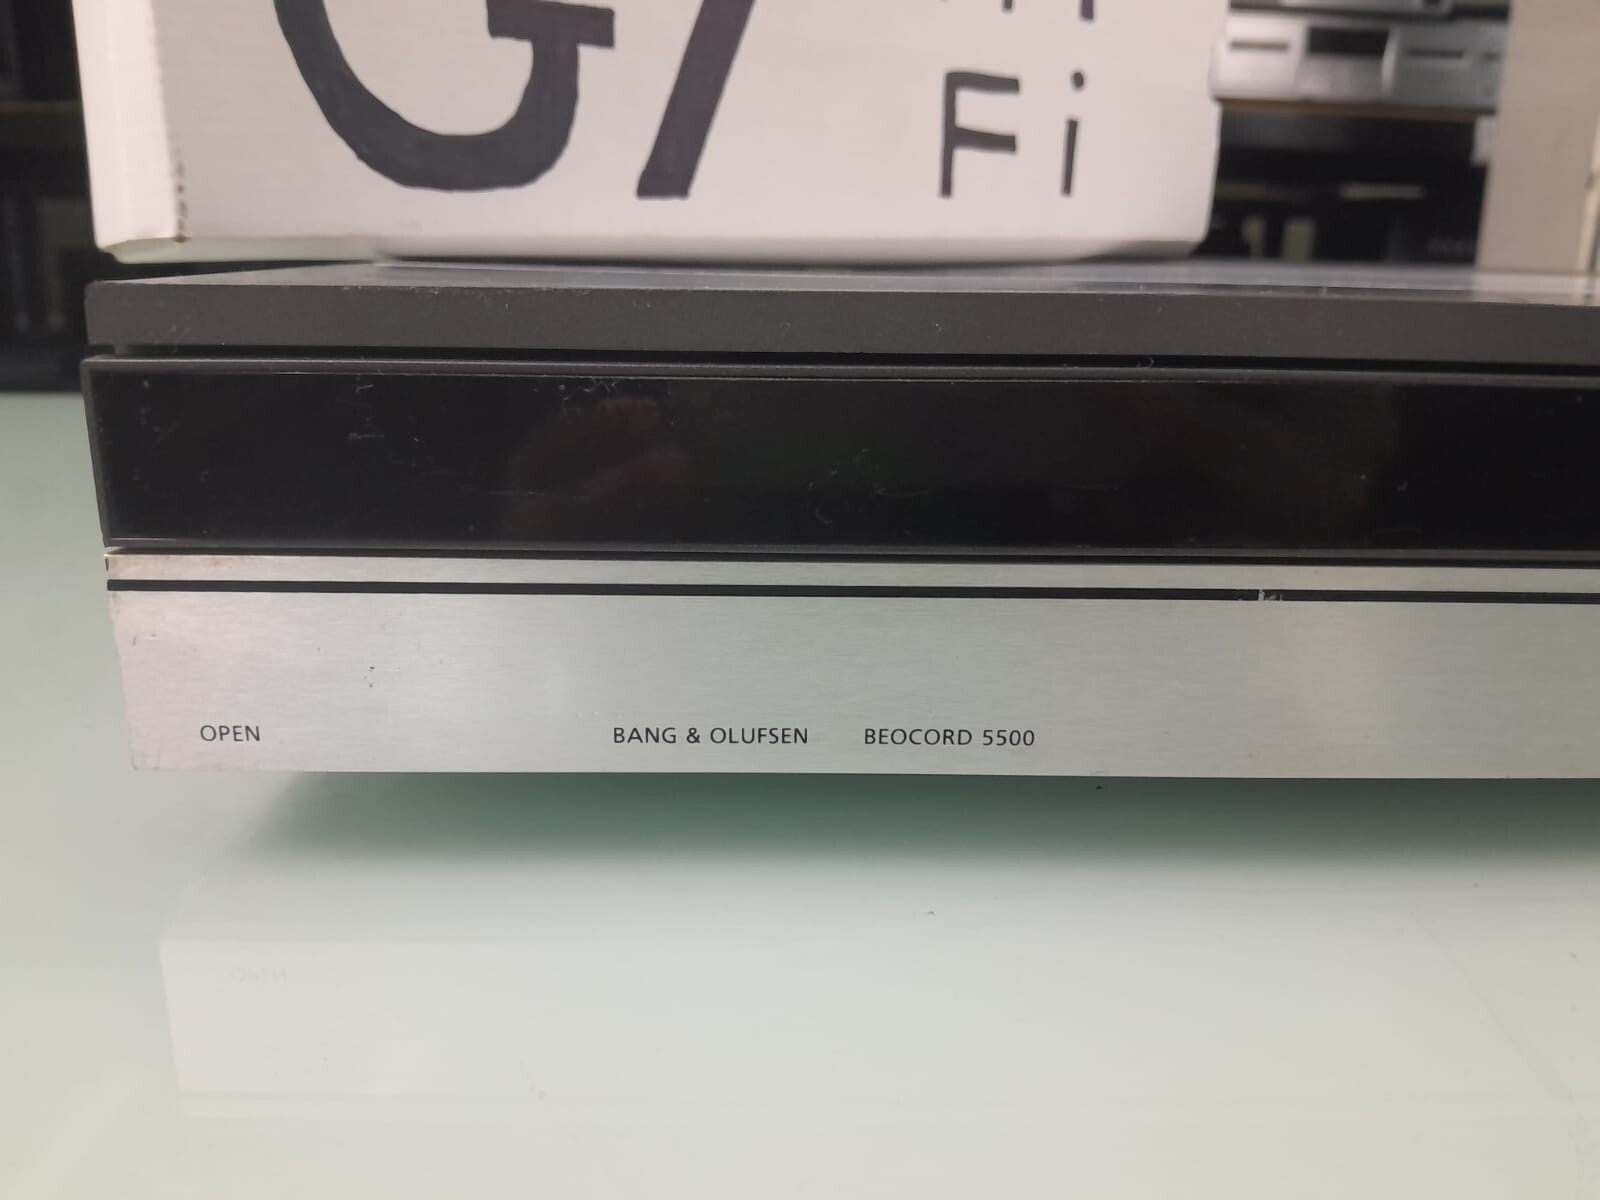 G7
Fi
OPEN BANG & OLUFSEN BEOCORD 5500